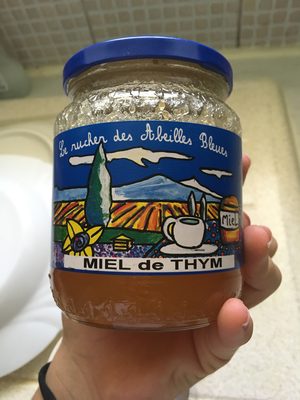 Le rucher des Abeilles Bleues
MieL
MIEL de THYM